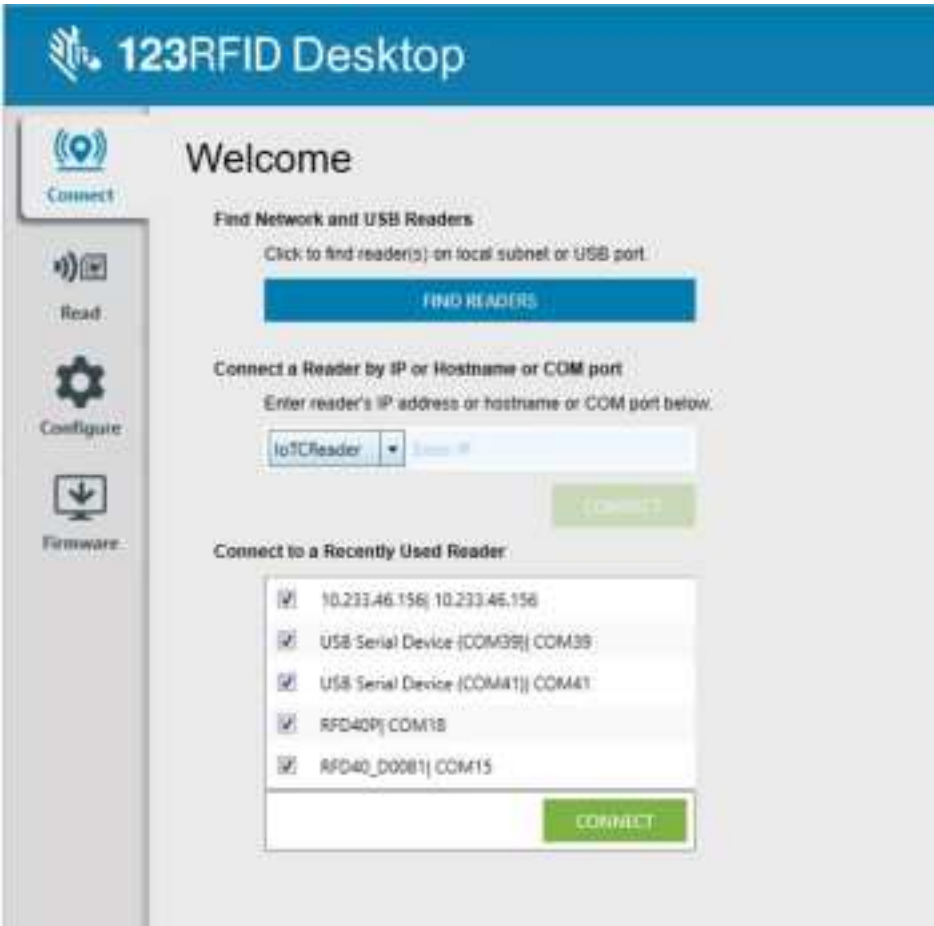 123RFID Desktop
Connect
Read
Configure
Firmware
Welcome
Find Network and USB Readers
Click to find reader(s) on local subnet or USB port.
FIND READERS
Connect a Reader by IP or Hostname or COM port
Enter reader's IP address or hostname or COM port below.
IoTCReader
CONNECT
Connect to a Recently Used Reader
10.233.46.156| 10.233.46.156
USB Serial Device (COM39)| COM39
USB Serial Device (COM41)| COM41
RFD40P| COM18
RFD40_D0081| COM15
CONNECT